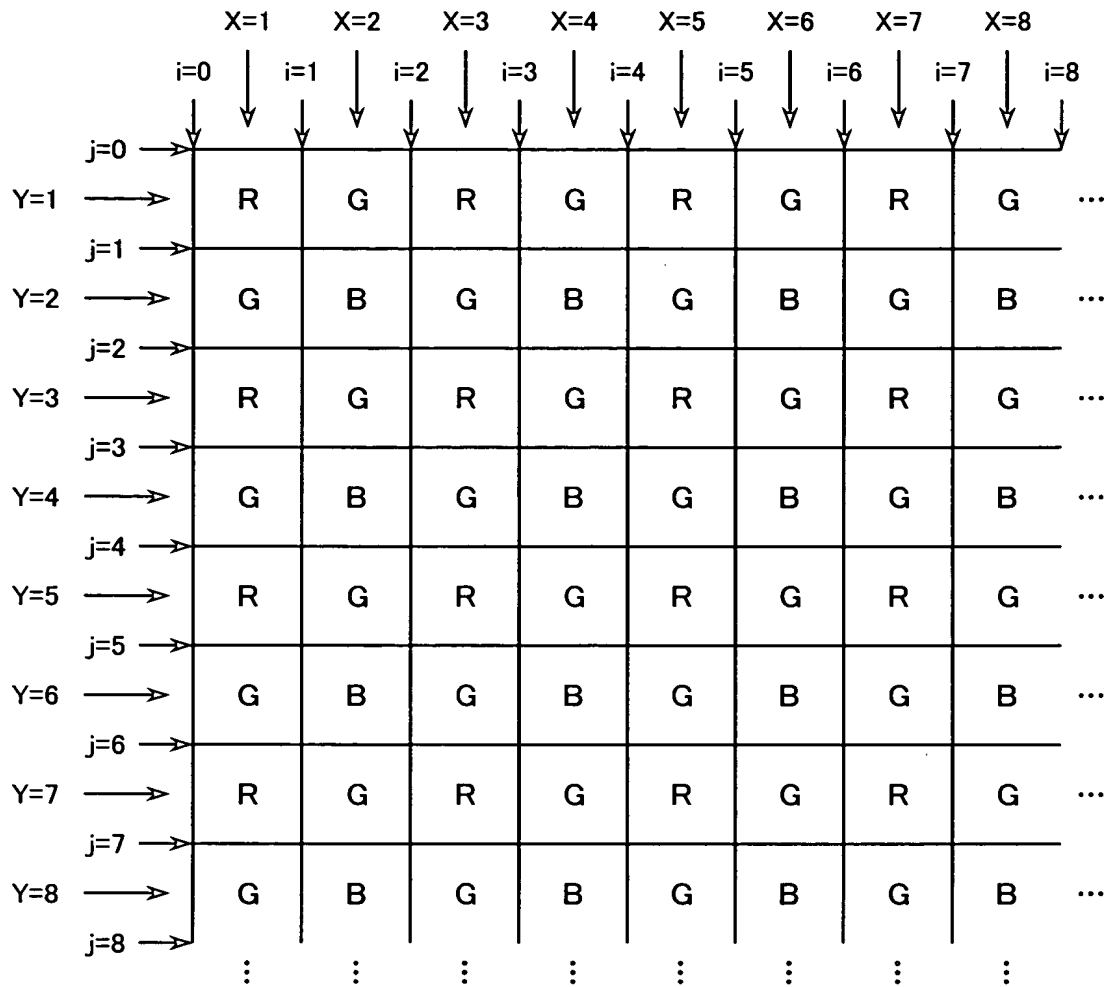 X=1 X=2 X=3 X=4 X=5 X=6 X=7 X=8
i=0 i=1 i=2 i=3 i=4 i=5 i=6 i=7 i=8
j=0
Y=1 R G R G R G R G ...
j=1
Y=2 G B G B G B G B ...
j=2
Y=3 R G R G R G R G ...
j=3
Y=4 G B G B G B G B ...
j=4
Y=5 R G R G R G R G ...
j=5
Y=6 G B G B G B G B ...
j=6
Y=7 R G R G R G R G ...
j=7
Y=8 G B G B G B G B ...
j=8